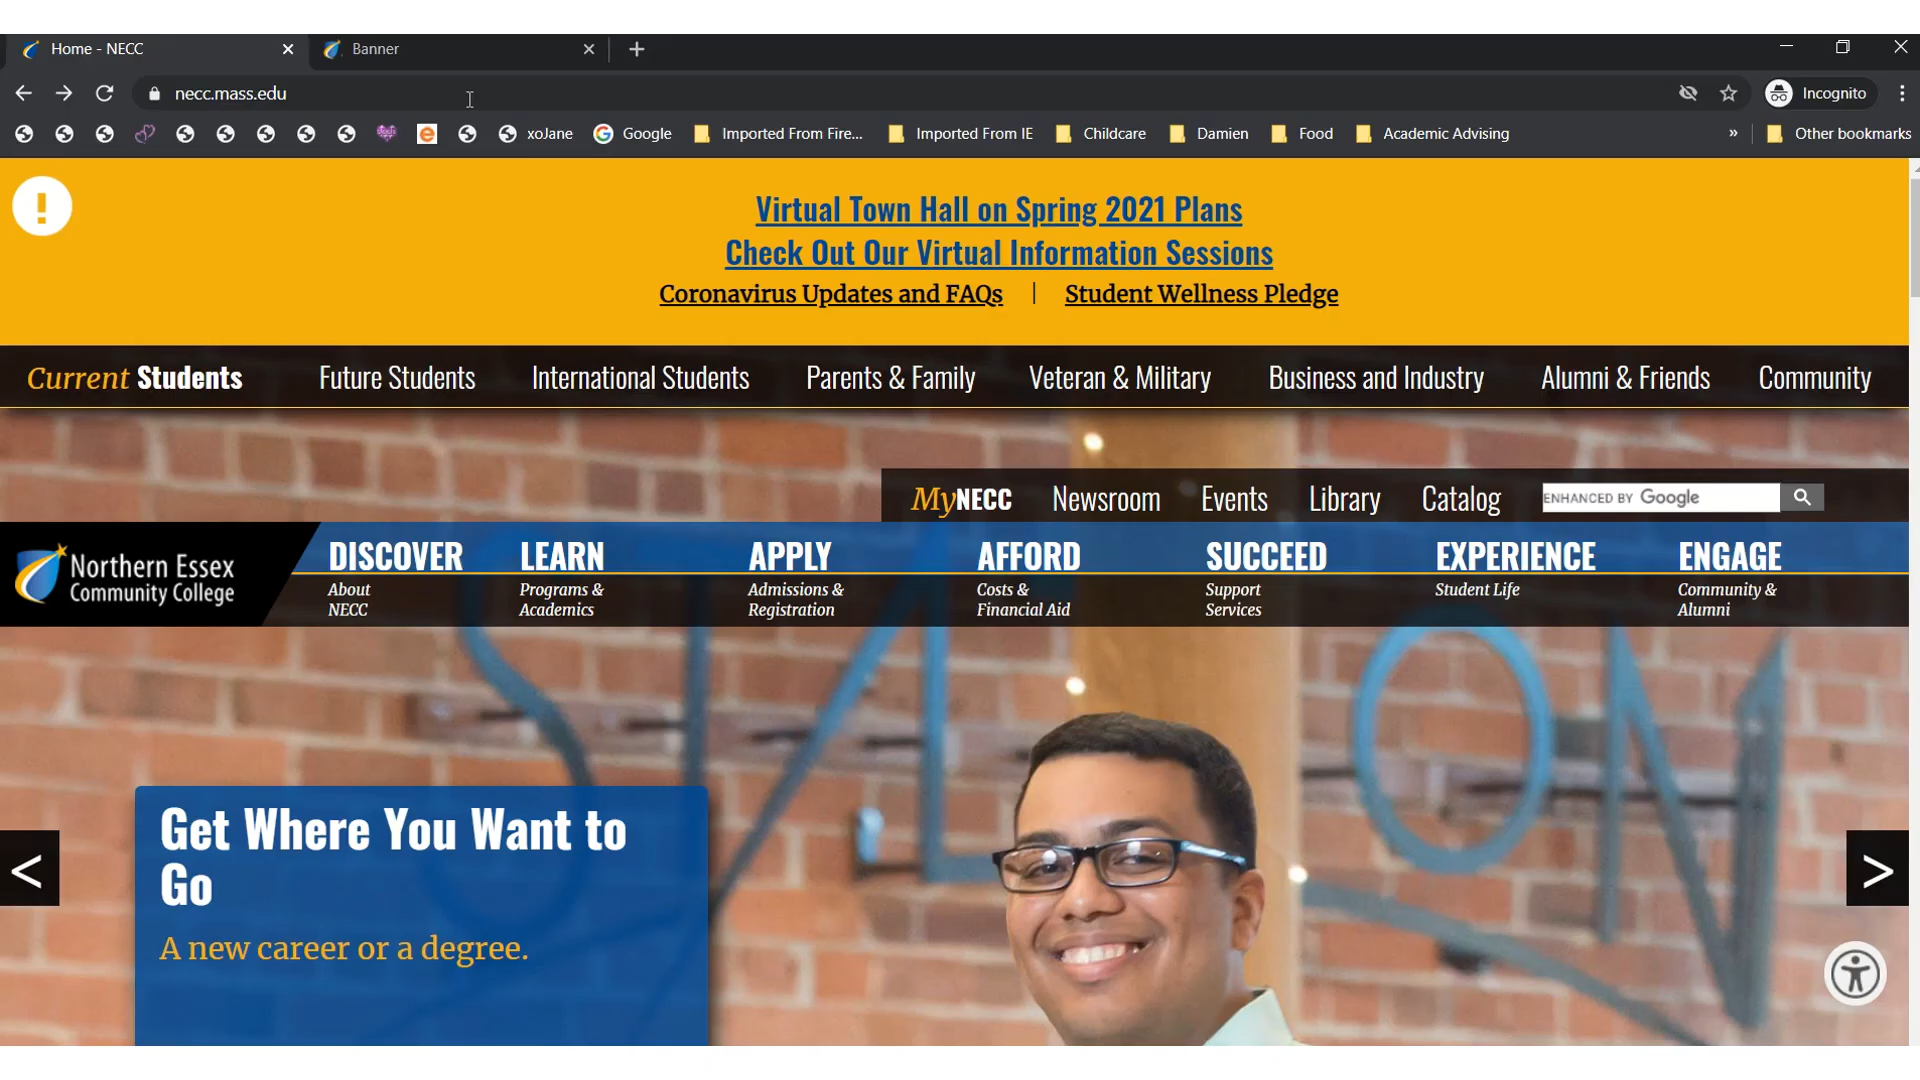 Home - NECC
Banner
necc.mass.edu
Incognito
xoJane
Google
Imported From Fire...
Imported From IE
Childcare
Damien
Food
Academic Advising
»
Other bookmarks
Virtual Town Hall on Spring 2021 Plans
Check Out Our Virtual Information Sessions
Coronavirus Updates and FAQs | Student Wellness Pledge
Current Students
Future Students
International Students
Parents & Family
Veteran & Military
Business and Industry
Alumni & Friends
Community
MyNECC
Newsroom
Events
Library
Catalog
ENHANCED BY Google
Northern Essex
Community College
DISCOVER
About
NECC
LEARN
Programs &
Academics
APPLY
Admissions &
Registration
AFFORD
Costs &
Financial Aid
SUCCEED
Support
Services
EXPERIENCE
Student Life
ENGAGE
Community &
Alumni
Get Where You Want to
Go
A new career or a degree.
<
>